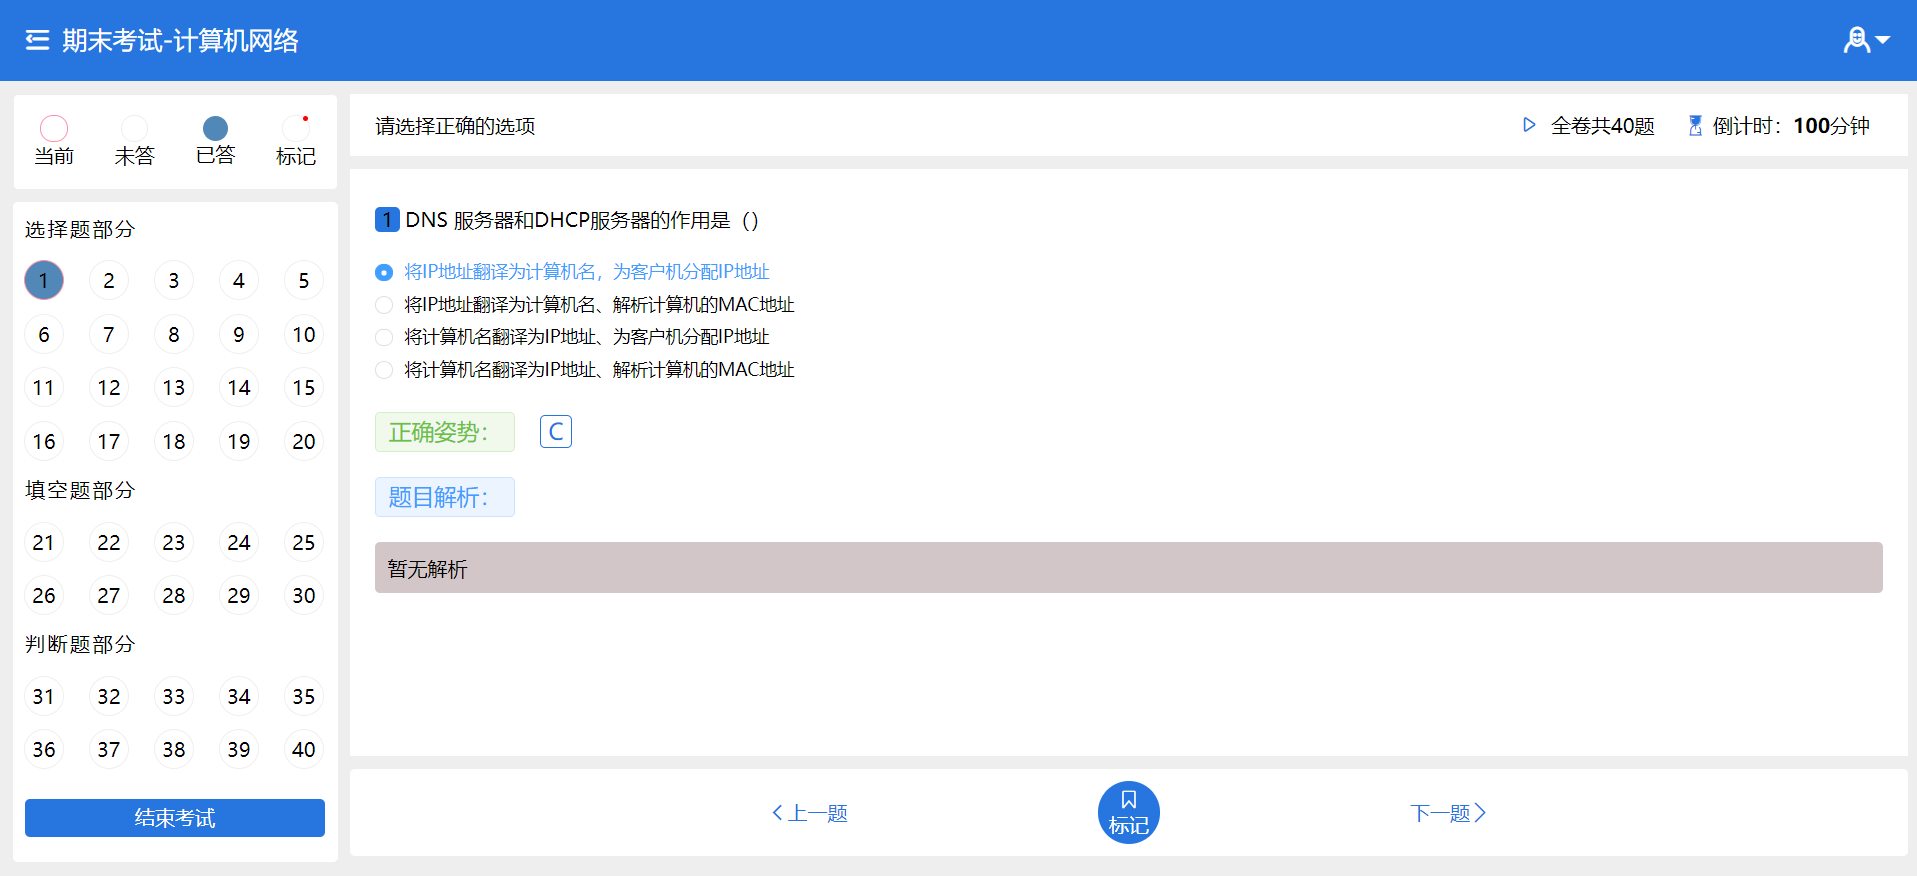 期末考试-计算机网络
当前 未答 已答 标记
选择题部分
1 2 3 4 5
6 7 8 9 10
11 12 13 14 15
16 17 18 19 20
填空题部分
21 22 23 24 25
26 27 28 29 30
判断题部分
31 32 33 34 35
36 37 38 39 40
结束考试
请选择正确的选项
全卷共40题 倒计时：100分钟
1 DNS 服务器和DHCP服务器的作用是（）
将IP地址翻译为计算机名，为客户机分配IP地址
将IP地址翻译为计算机名、解析计算机的MAC地址
将计算机名翻译为IP地址、为客户机分配IP地址
将计算机名翻译为IP地址、解析计算机的MAC地址
正确姿势： C
题目解析：
暂无解析
上一题 标记 下一题